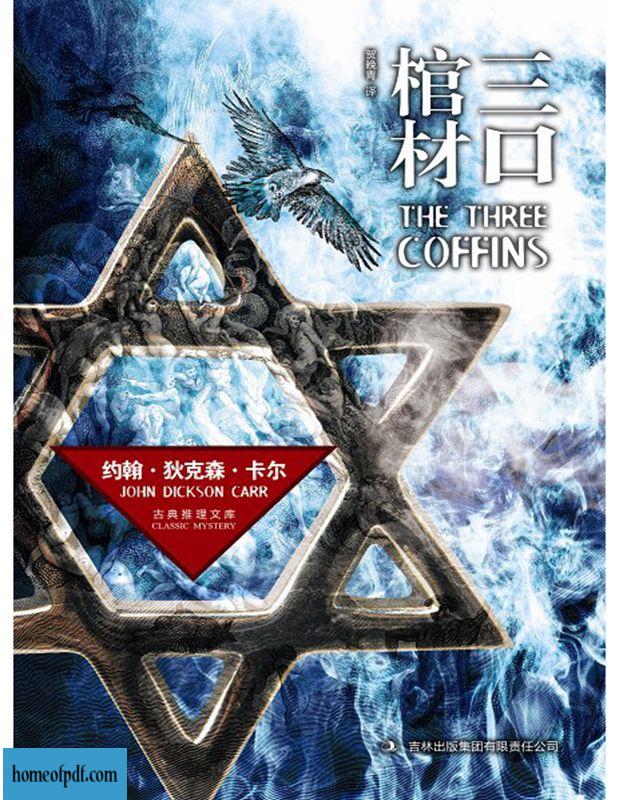 三口
棺材
贺晚青 译
THE THREE
COFFINS
约翰·狄克森·卡尔
JOHN DICKSON CARR
古典推理文库
CLASSIC MYSTERY
吉林出版集团有限责任公司
homeofpdf.com